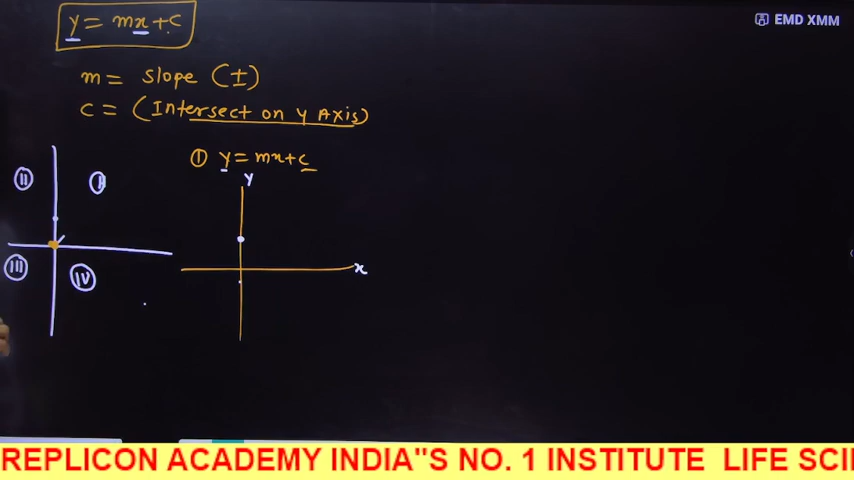 y = mx + c
EMD XMM
m = slope (±)
c = (Intersect on y Axis)
① y = mx + c
y
II
I
x
III
IV
REPLICON ACADEMY INDIA"S NO. 1 INSTITUTE LIFE SCI